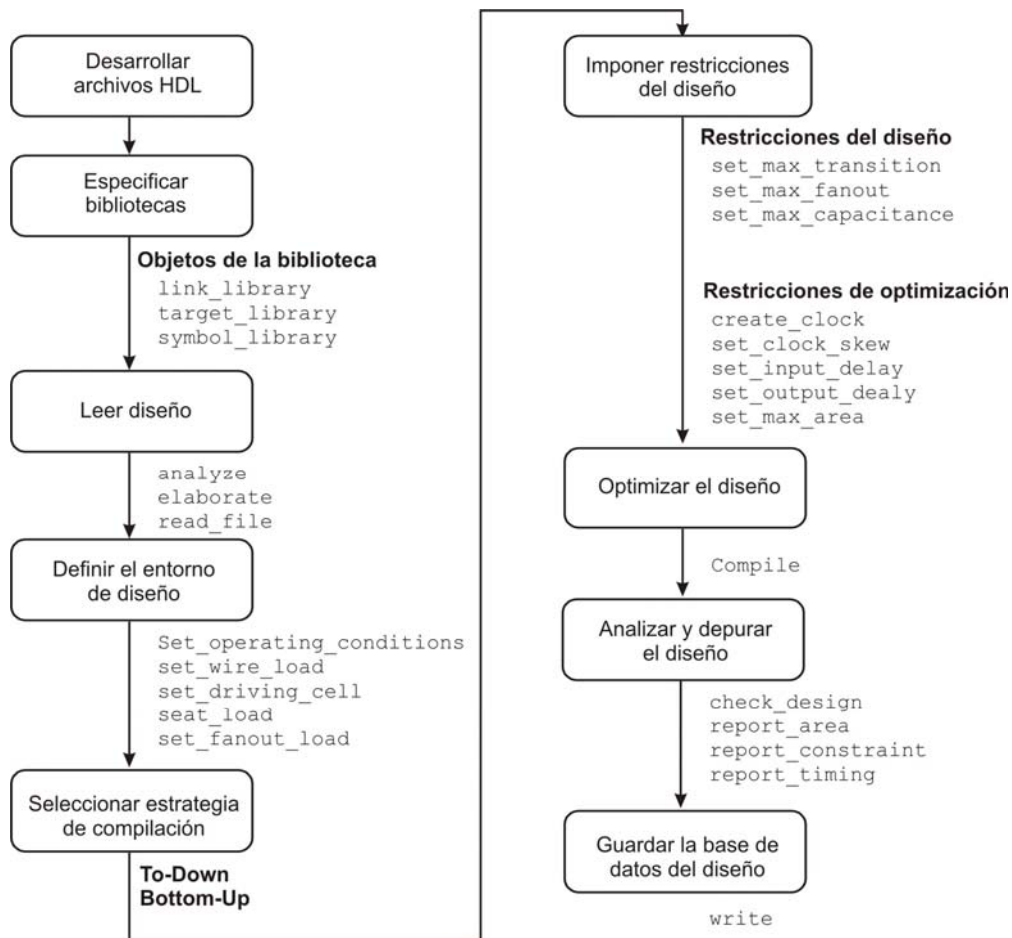 Desarrollar
archivos HDL
Especificar
bibliotecas
Objetos de la biblioteca
link_library
target_library
symbol_library
Leer diseño
analyze
elaborate
read_file
Definir el entorno
de diseño
Set_operating_conditions
set_wire_load
set_driving_cell
seat_load
set_fanout_load
Seleccionar estrategia
de compilación
To-Down
Bottom-Up
Imponer restricciones
del diseño
Restricciones del diseño
set_max_transition
set_max_fanout
set_max_capacitance
Restricciones de optimización
create_clock
set_clock_skew
set_input_delay
set_output_dealy
set_max_area
Optimizar el diseño
Compile
Analizar y depurar
el diseño
check_design
report_area
report_constraint
report_timing
Guardar la base de
datos del diseño
write